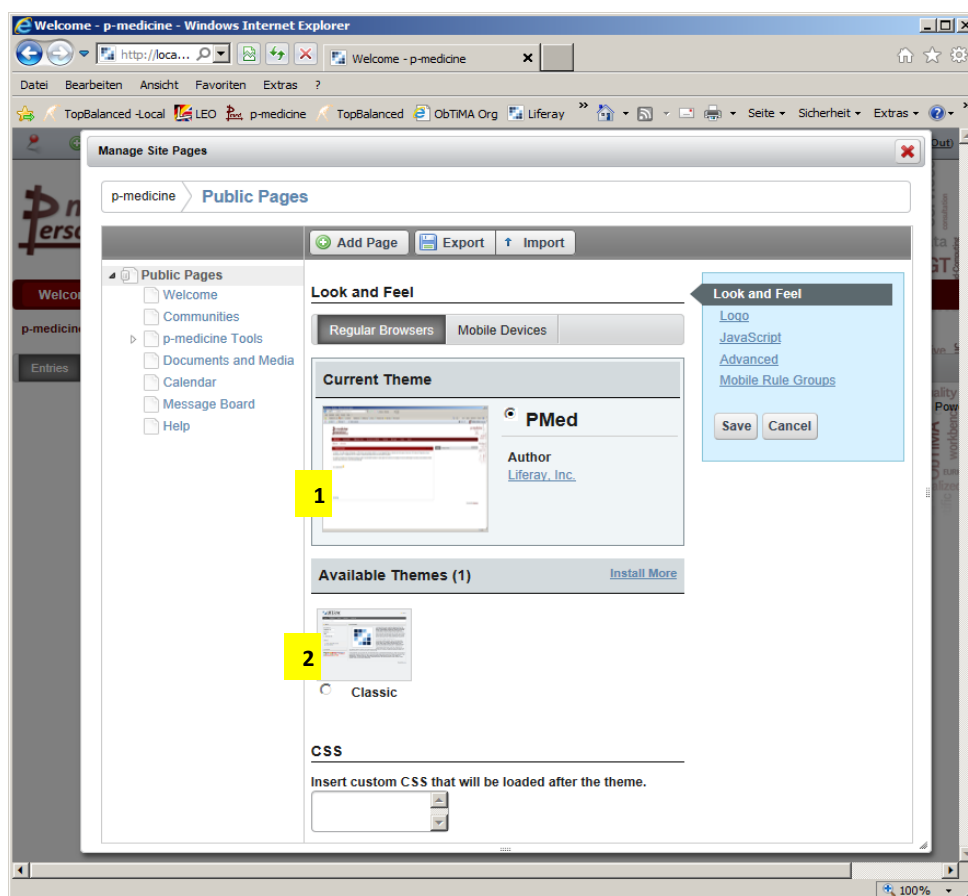 Welcome - p-medicine - Windows Internet Explorer
http://loca...
Welcome - p-medicine
Datei Bearbeiten Ansicht Favoriten Extras ?
TopBalanced -Local LEO p-medicine TopBalanced ObTiMA Org Liferay » Seite Sicherheit Extras
Out)
Manage Site Pages
p-medicine Public Pages
Add Page Export Import
Public Pages
Welcome
Communities
p-medicine Tools
Documents and Media
Calendar
Message Board
Help
Look and Feel
Regular Browsers Mobile Devices
Current Theme
PMed
Author
Liferay, Inc.
1
Available Themes (1) Install More
2
Classic
CSS
Insert custom CSS that will be loaded after the theme.
Look and Feel
Logo
JavaScript
Advanced
Mobile Rule Groups
Save Cancel
Welco
p-medicin
Entries
100%